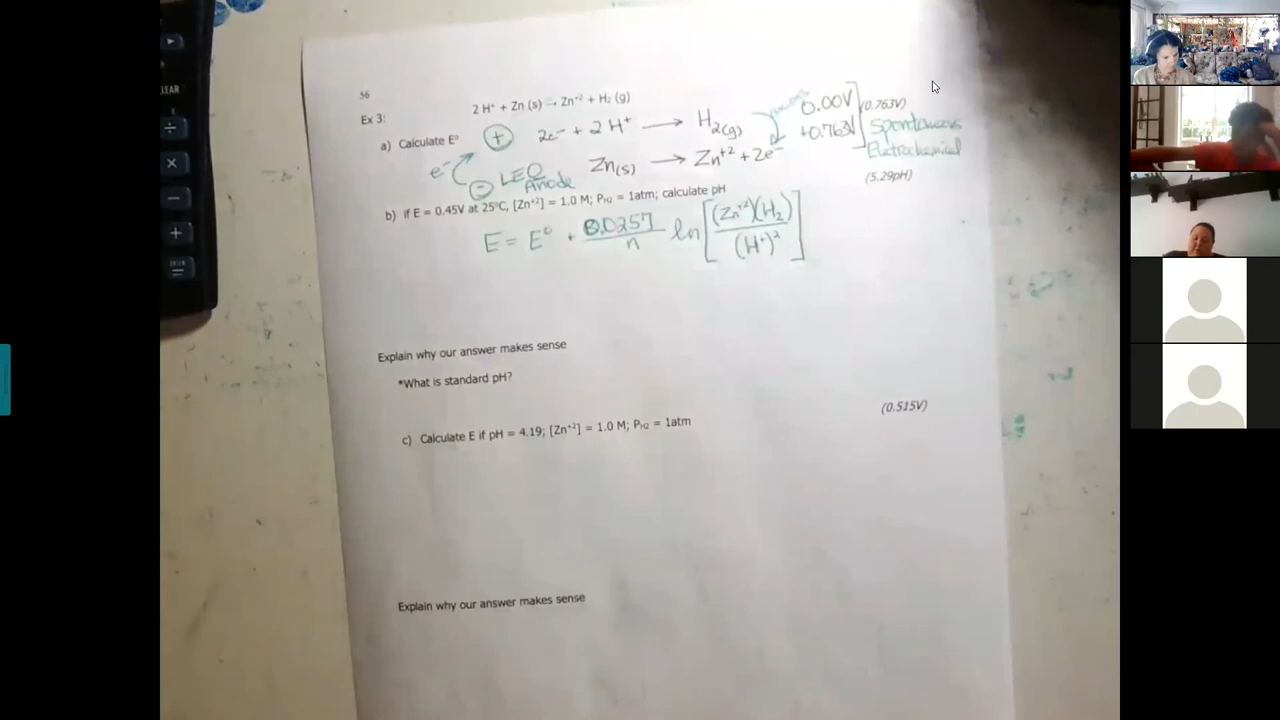 56
Ex 3:
2 H⁺ + Zn (s) → Zn⁺² + H₂ (g)
a) Calculate E°
(0.763V)
+
2e⁻ + 2H⁺ → H₂(g)
0.00V
e⁻
- LEO
Anode
Zn(s) → Zn⁺² + 2e⁻
+0.763V
Spontaneous
Electrochemical
(5.29pH)
b) if E = 0.45V at 25°C, [Zn⁺²] = 1.0 M; P_H2 = 1atm; calculate pH
E = E° + 0.0257/n ln[(Zn⁺²)(H₂)/(H⁺)²]
Explain why our answer makes sense
*What is standard pH?
(0.515V)
c) Calculate E if pH = 4.19; [Zn⁺²] = 1.0 M; P_H2 = 1atm
Explain why our answer makes sense